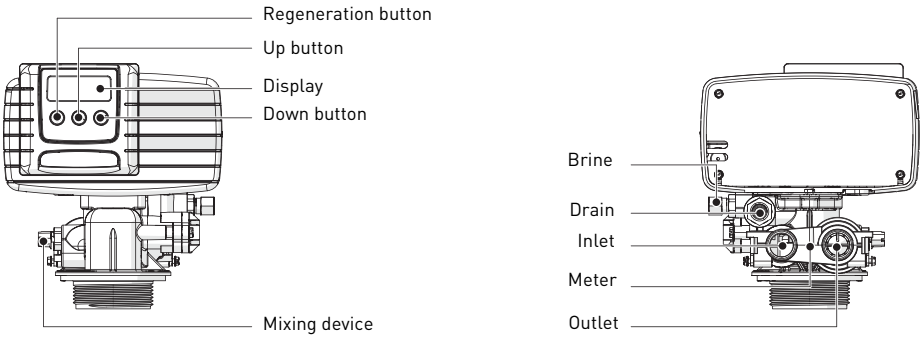 Regeneration button
Up button
Display
Down button
Mixing device
Brine
Drain
Inlet
Meter
Outlet